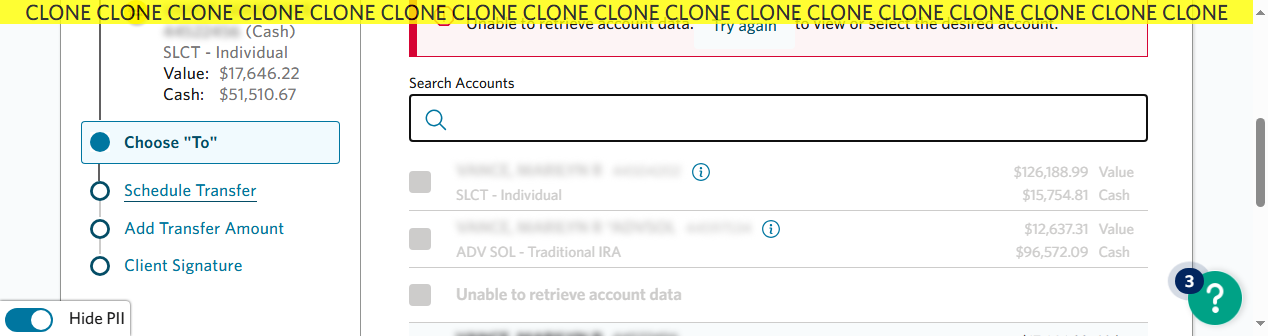 CLONE CLONE CLONE CLONE CLONE CLONE CLONE CLONE CLONE CLONE CLONE CLONE CLONE CLONE CLONE CLONE CLONE
Unable to retrieve account data. Try again to view or select the desired account.
(Cash)
SLCT - Individual
Value: $17,646.22
Cash: $51,510.67
Choose "To"
Schedule Transfer
Add Transfer Amount
Client Signature
Hide PII
Search Accounts
$126,188.99 Value
SLCT - Individual $15,754.81 Cash
$12,637.31 Value
ADV SOL - Traditional IRA $96,572.09 Cash
Unable to retrieve account data
3
?